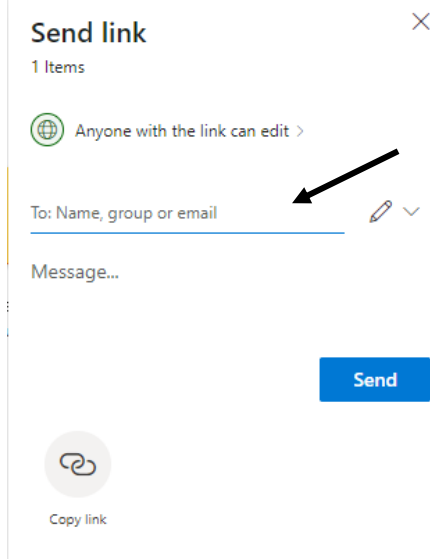 Send link
1 Items
Anyone with the link can edit >
To: Name, group or email
Message...
Send
Copy link